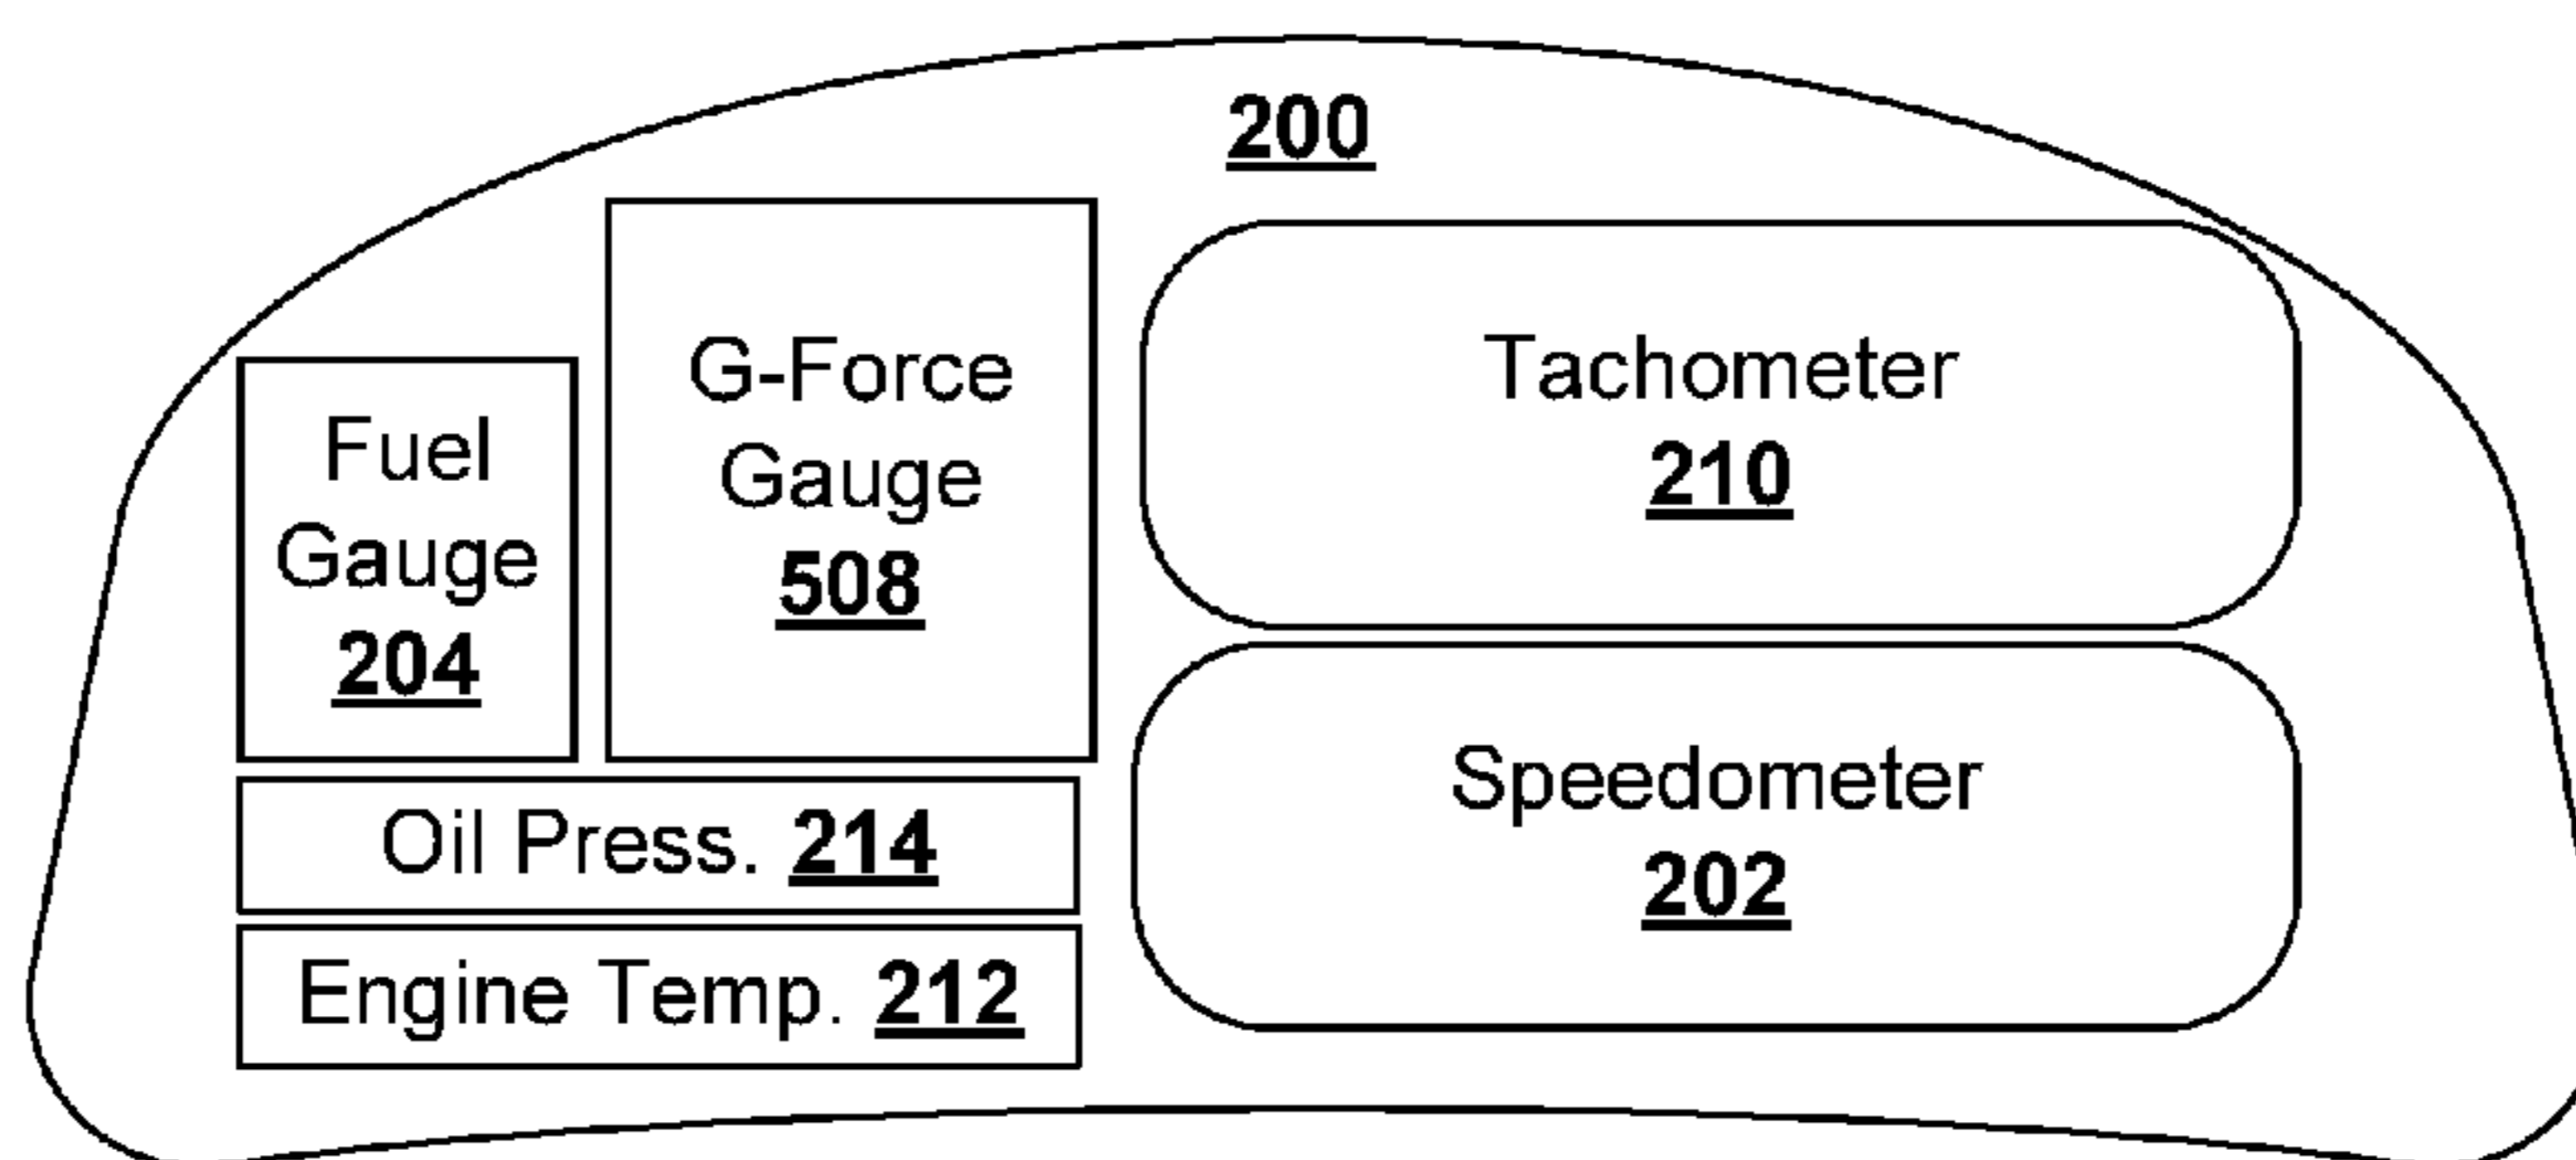 200
Fuel
Gauge
204
G-Force
Gauge
508
Tachometer
210
Oil Press. 214
Engine Temp. 212
Speedometer
202